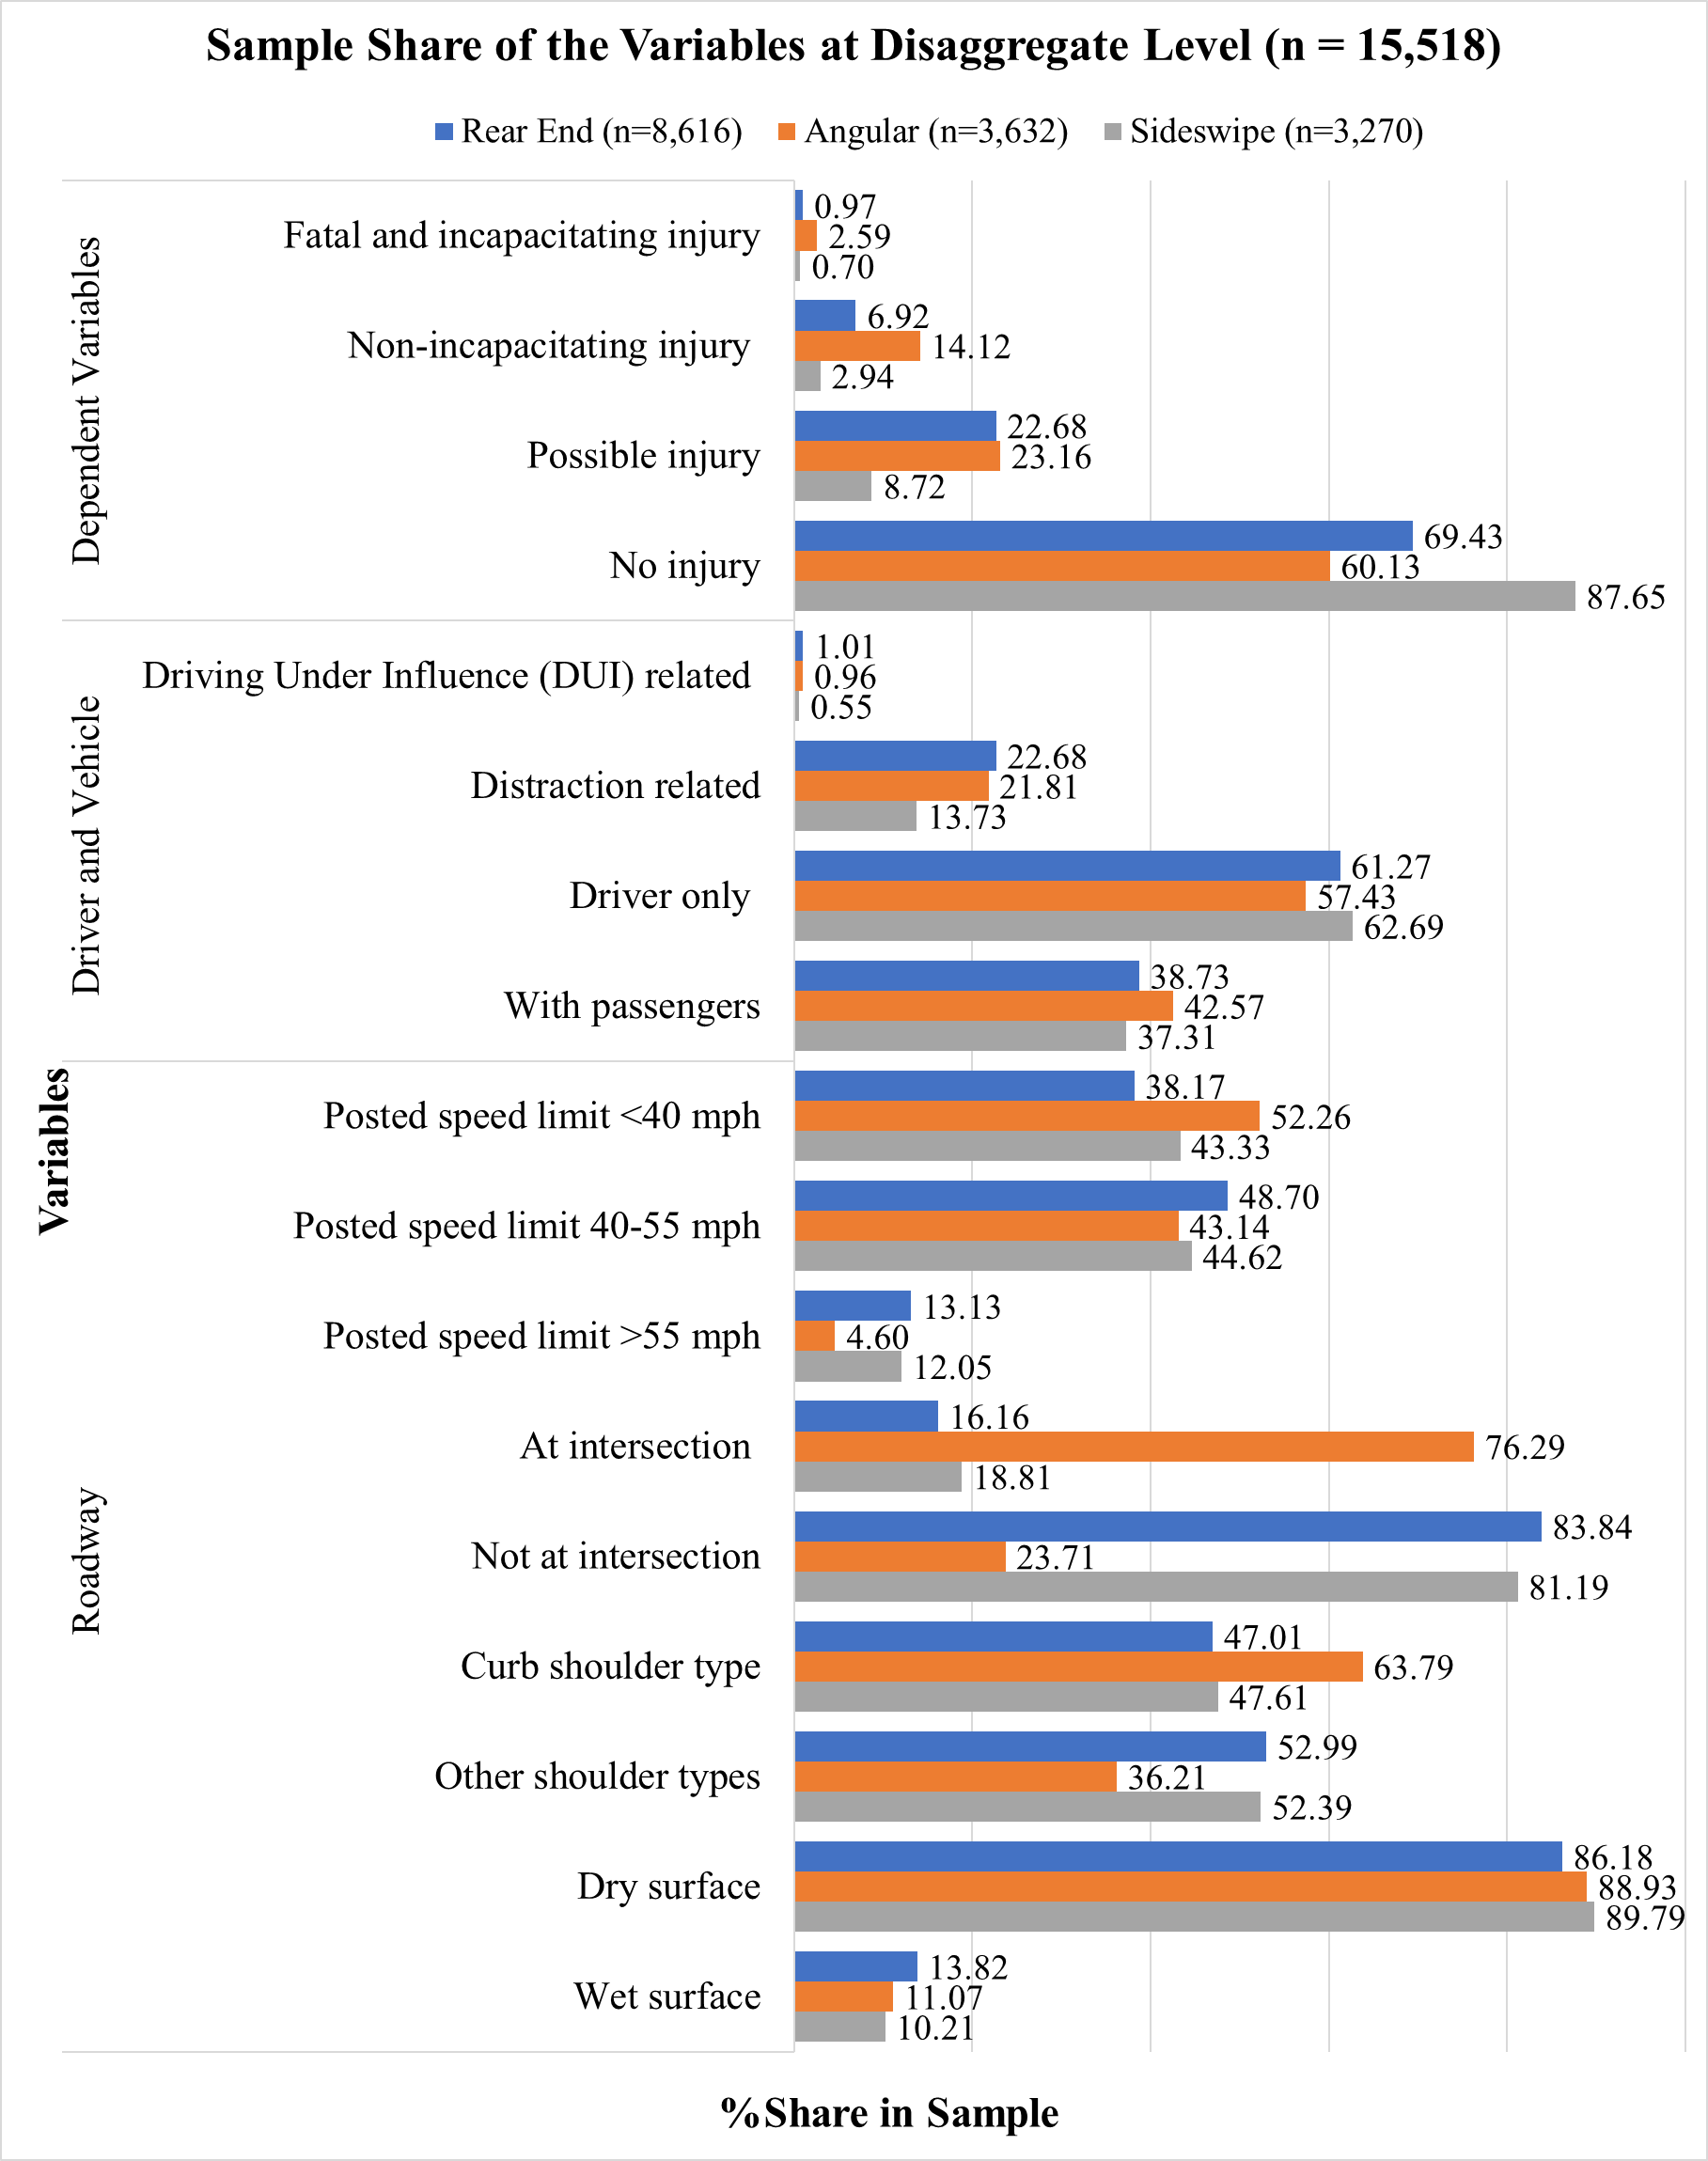 Sample Share of the Variables at Disaggregate Level (n = 15,518)
Rear End (n=8,616) Angular (n=3,632) Sideswipe (n=3,270)
Variables
Dependent Variables
Fatal and incapacitating injury
0.97
2.59
0.70
Non-incapacitating injury
6.92
14.12
2.94
Possible injury
22.68
23.16
8.72
No injury
69.43
60.13
87.65
Driver and Vehicle
Driving Under Influence (DUI) related
1.01
0.96
0.55
Distraction related
22.68
21.81
13.73
Driver only
61.27
57.43
62.69
With passengers
38.73
42.57
37.31
Roadway
Posted speed limit <40 mph
38.17
52.26
43.33
Posted speed limit 40-55 mph
48.70
43.14
44.62
Posted speed limit >55 mph
13.13
4.60
12.05
At intersection
16.16
76.29
18.81
Not at intersection
83.84
23.71
81.19
Curb shoulder type
47.01
63.79
47.61
Other shoulder types
52.99
36.21
52.39
Dry surface
86.18
88.93
89.79
Wet surface
13.82
11.07
10.21
%Share in Sample